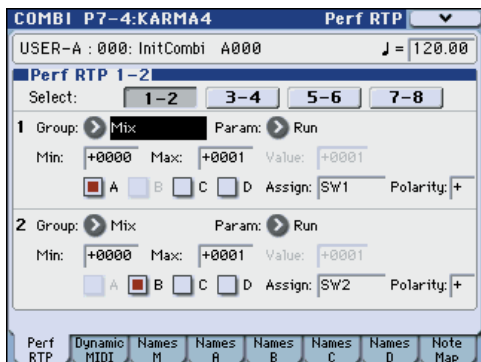 COMBI P7-4:KARMA4 Perf RTP
USER-A : 000: InitCombi A000 ♩= 120.00
Perf RTP 1-2
Select: 1-2 3-4 5-6 7-8
1 Group: Mix Param: Run
Min: +0000 Max: +0001 Value: +0001
A B C D Assign: SW1 Polarity: +
2 Group: Mix Param: Run
Min: +0000 Max: +0001 Value: +0001
A B C D Assign: SW2 Polarity: +
Perf RTP Dynamic MIDI Names M Names A Names B Names C Names D Note Map